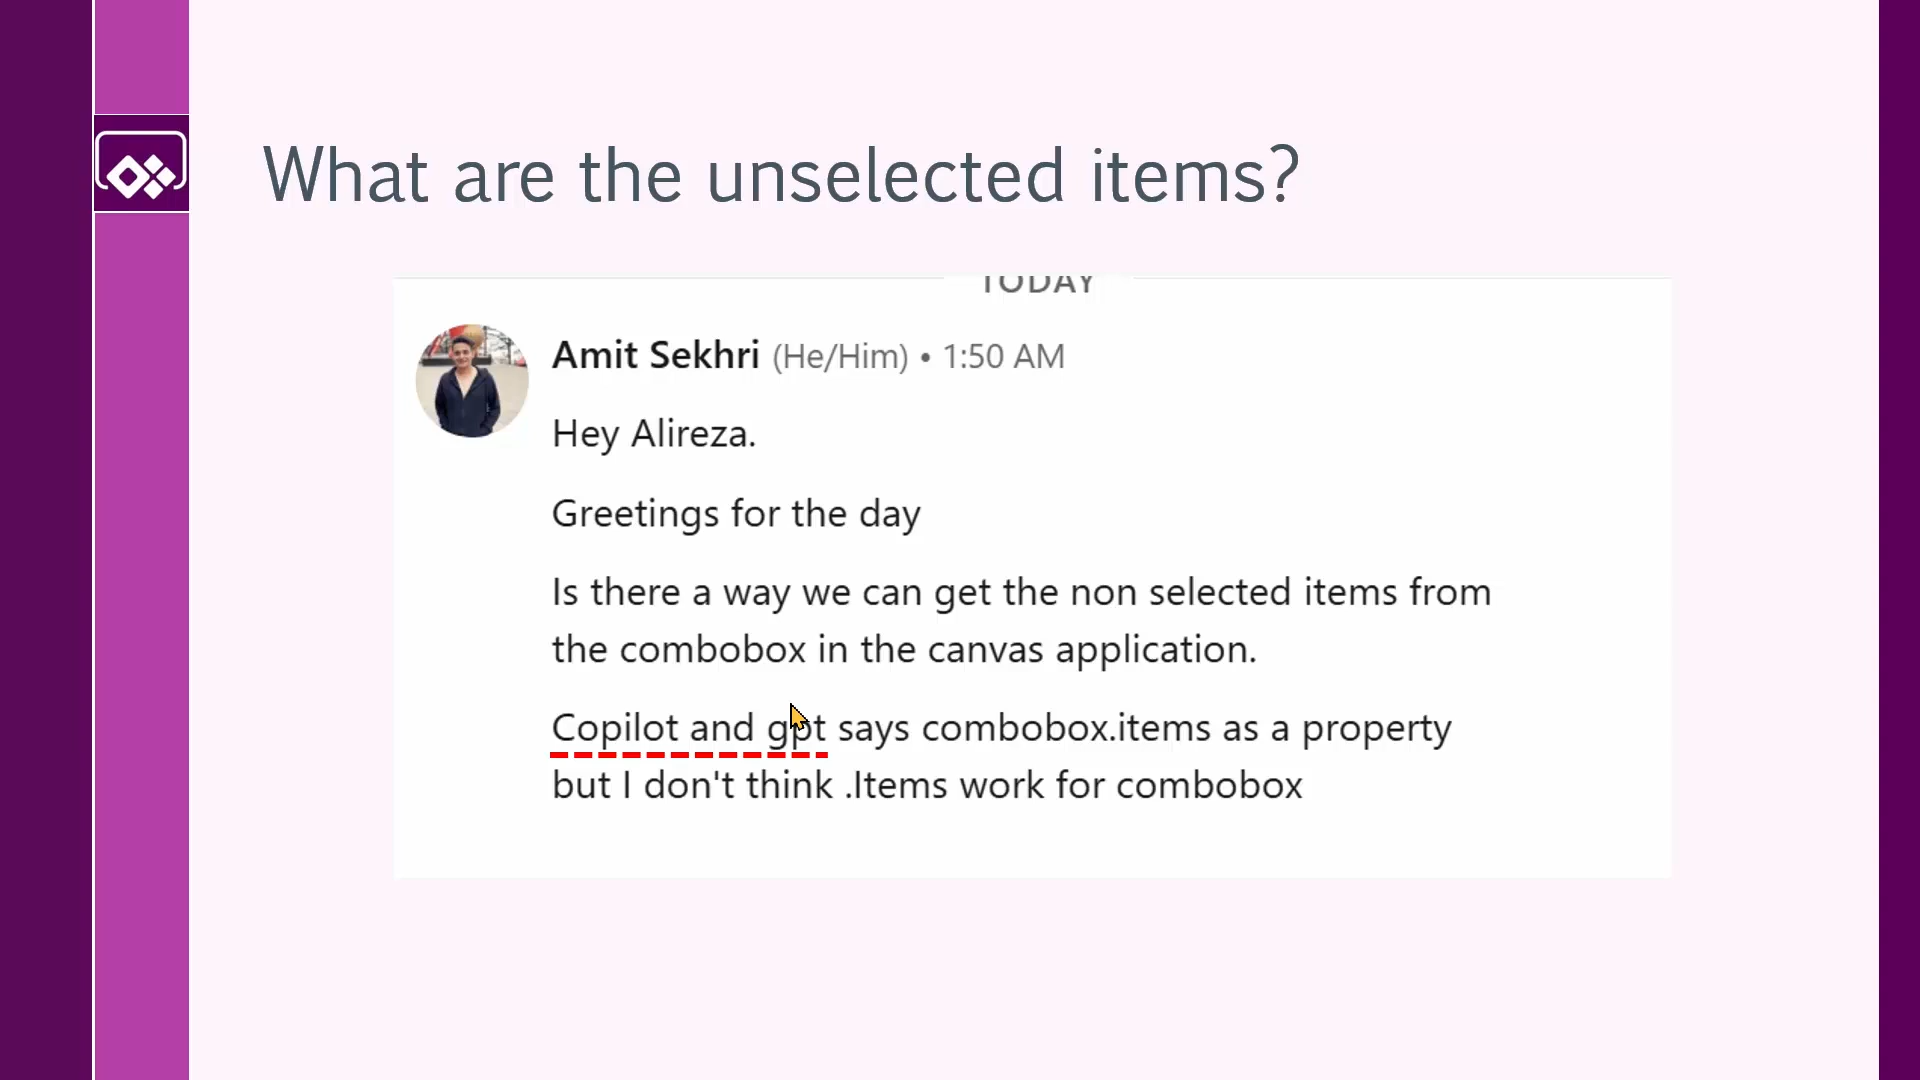 What are the unselected items?
TODAY
Amit Sekhri (He/Him) • 1:50 AM
Hey Alireza.
Greetings for the day
Is there a way we can get the non selected items from
the combobox in the canvas application.
Copilot and gpt says combobox.items as a property
but I don't think .Items work for combobox